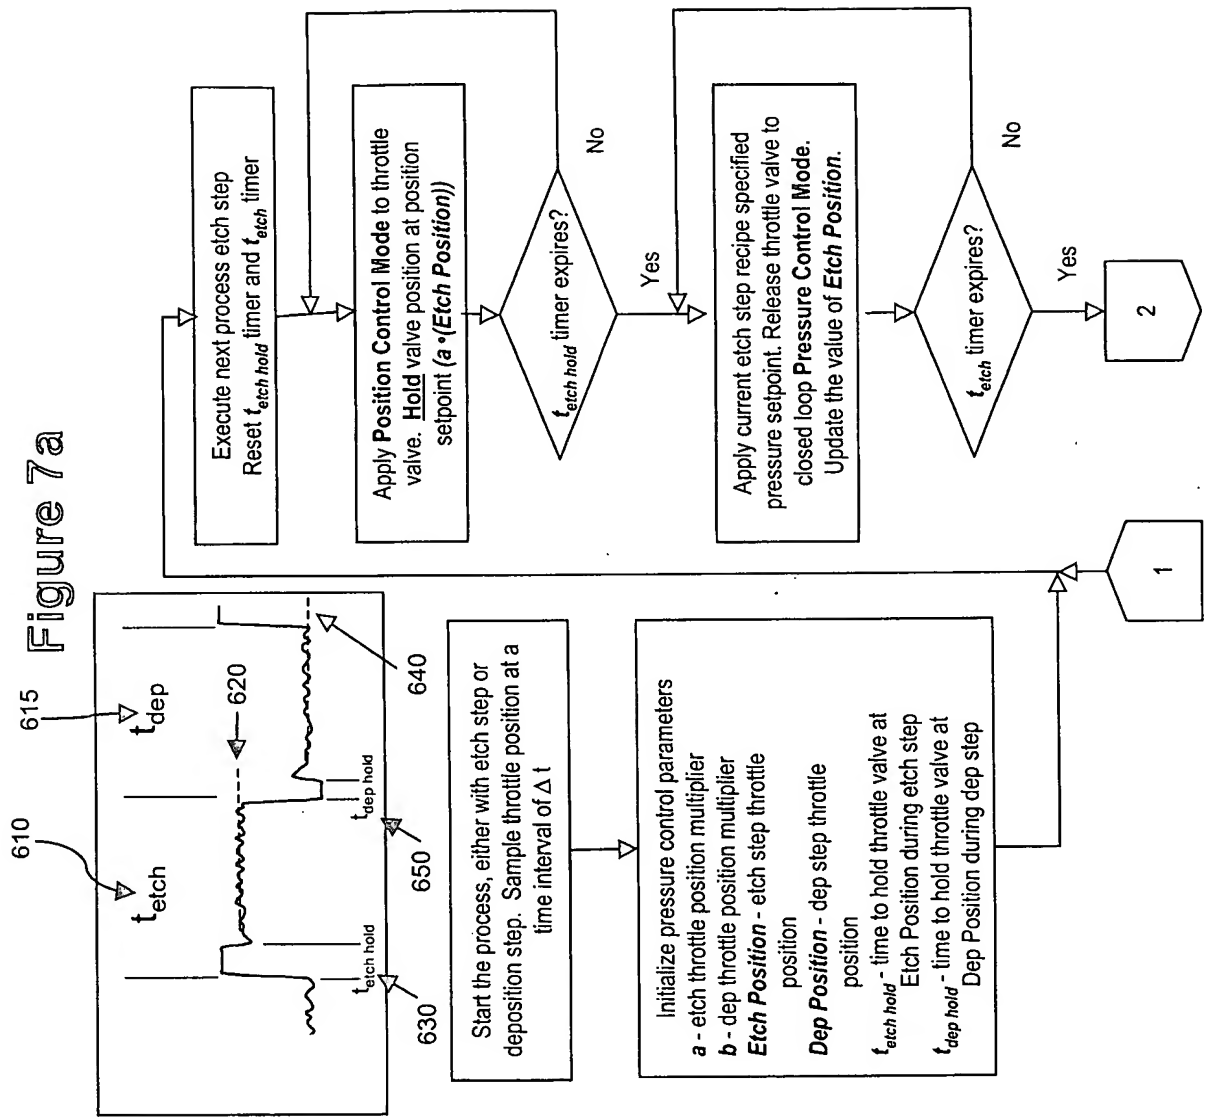 Figure 7a
610
615
t_etch
t_dep
620
t_etch hold
t_dep hold
630
650
640
Start the process, either with etch step or
deposition step. Sample throttle position at a
time interval of Δ t
Initialize pressure control parameters
a - etch throttle position multiplier
b - dep throttle position multiplier
Etch Position - etch step throttle
position
Dep Position - dep step throttle
position
t_etch hold - time to hold throttle valve at
Etch Position during etch step
t_dep hold - time to hold throttle valve at
Dep Position during dep step
1
Execute next process etch step
Reset t_etch hold timer and t_etch timer
Apply Position Control Mode to throttle
valve. Hold valve position at position
setpoint (a •(Etch Position))
t_etch hold timer expires?
No
Yes
Apply current etch step recipe specified
pressure setpoint. Release throttle valve to
closed loop Pressure Control Mode.
Update the value of Etch Position.
t_etch timer expires?
No
Yes
2